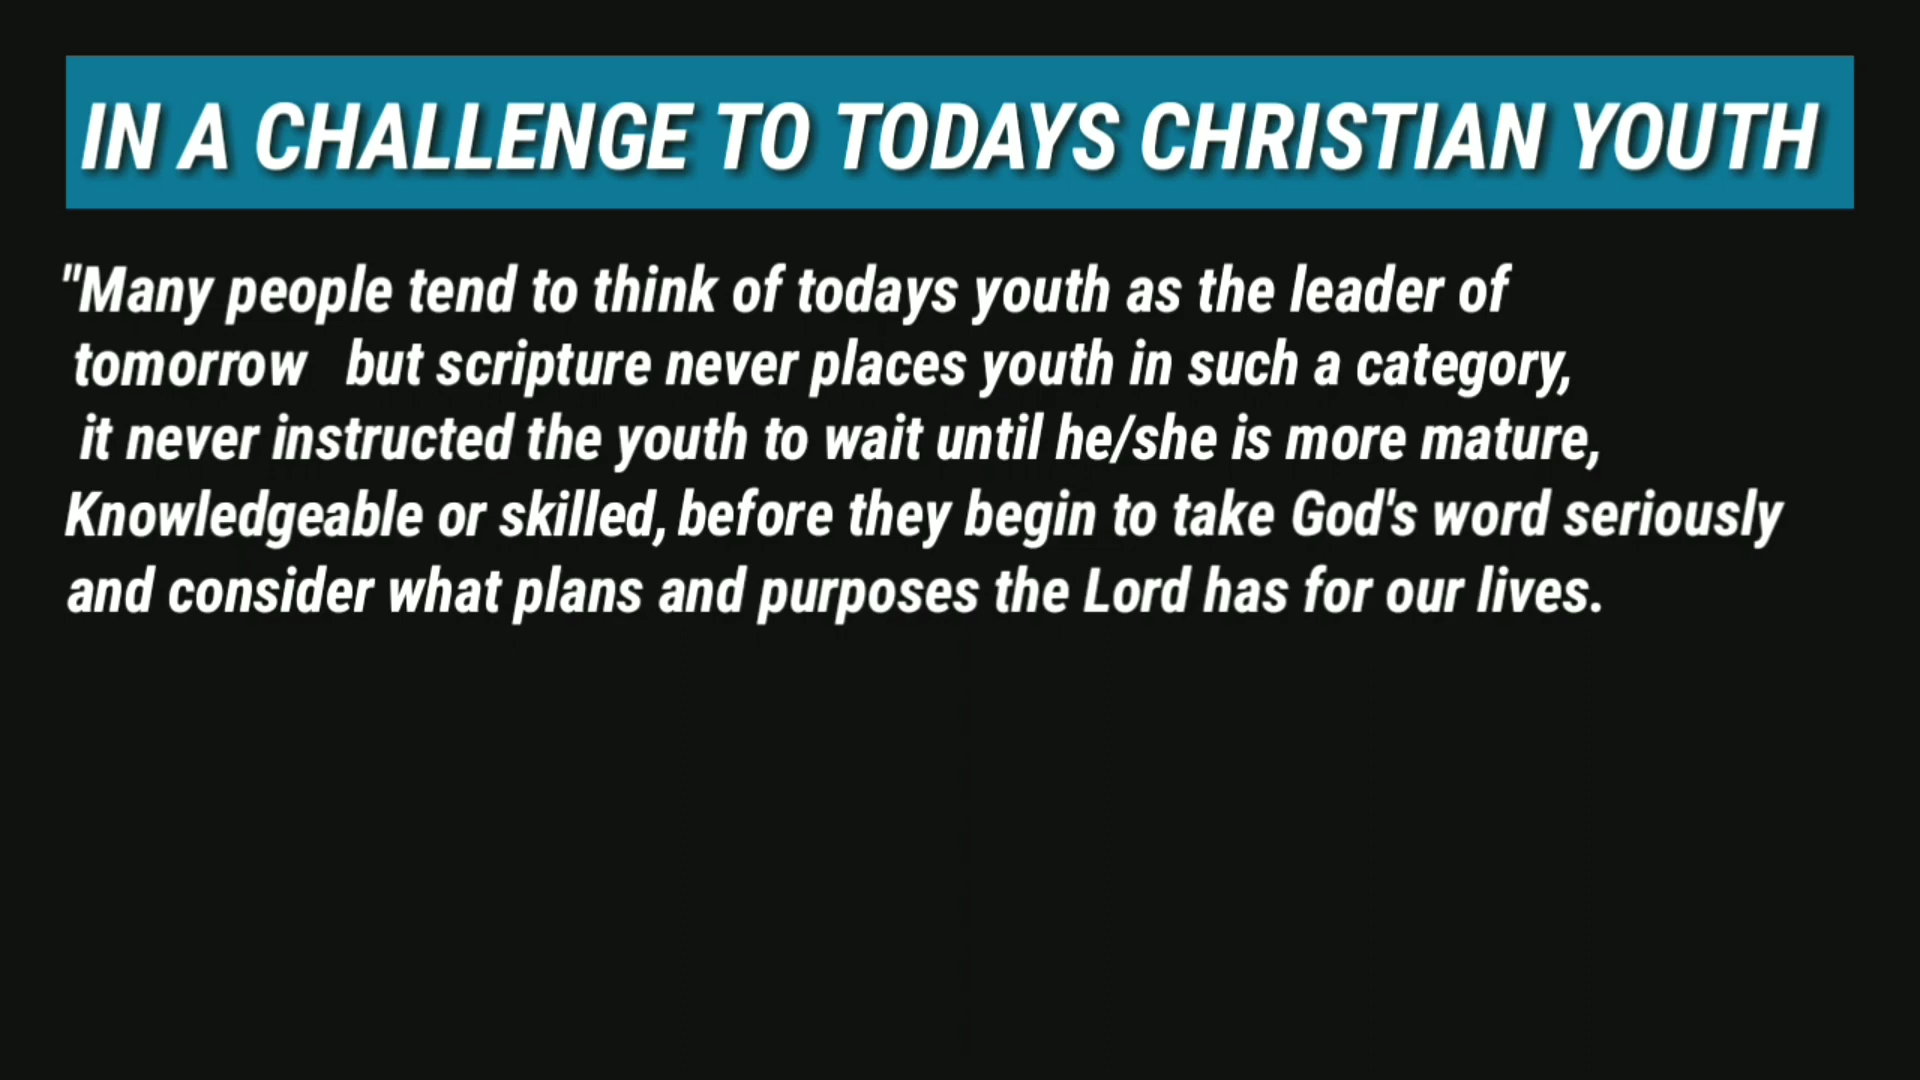 IN A CHALLENGE TO TODAYS CHRISTIAN YOUTH
"Many people tend to think of todays youth as the leader of
tomorrow but scripture never places youth in such a category,
it never instructed the youth to wait until he/she is more mature,
Knowledgeable or skilled, before they begin to take God's word seriously
and consider what plans and purposes the Lord has for our lives.